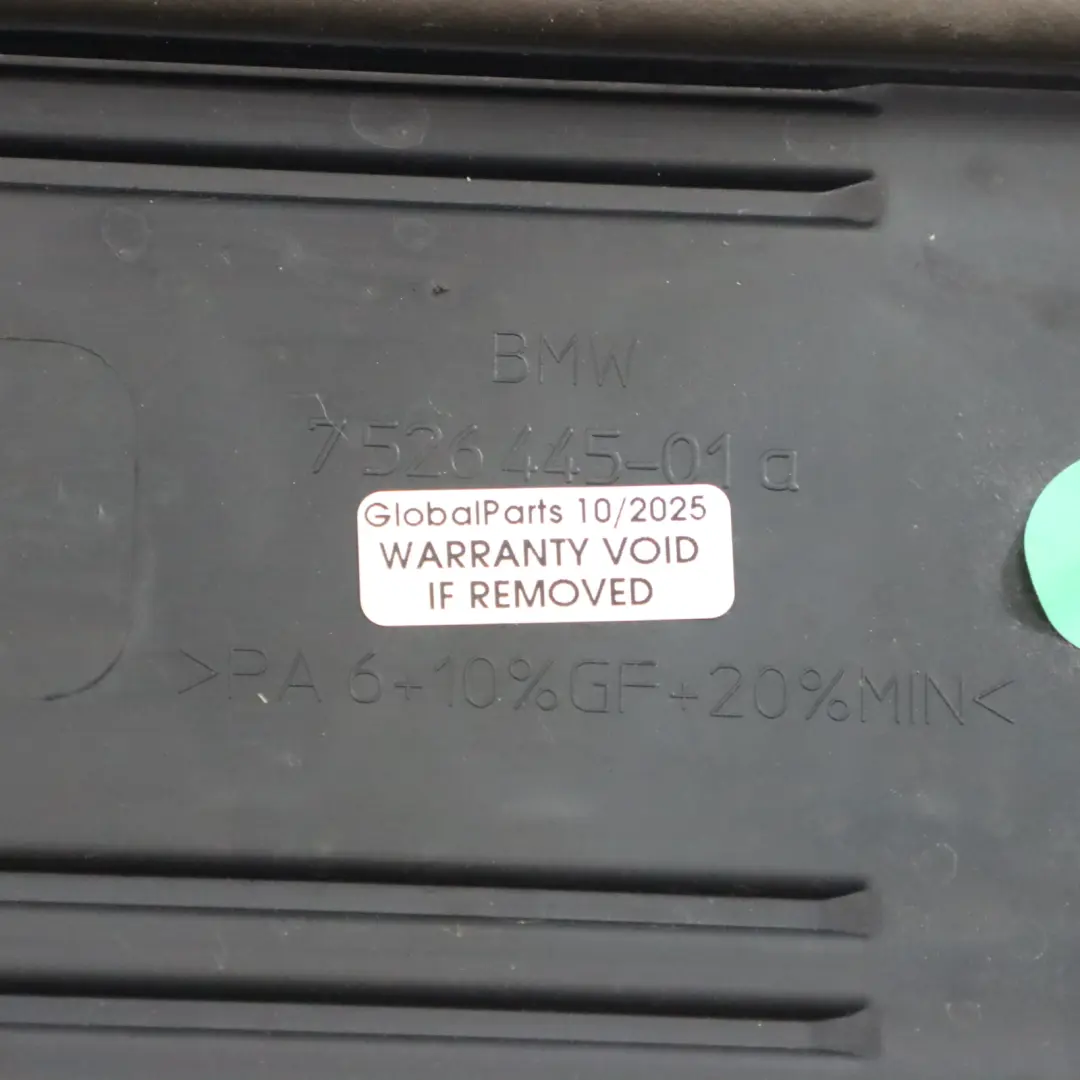 BMW
7 526 445-01 a
GlobalParts 10/2025
WARRANTY VOID
IF REMOVED
>PA 6+10%GF+20%MIN<